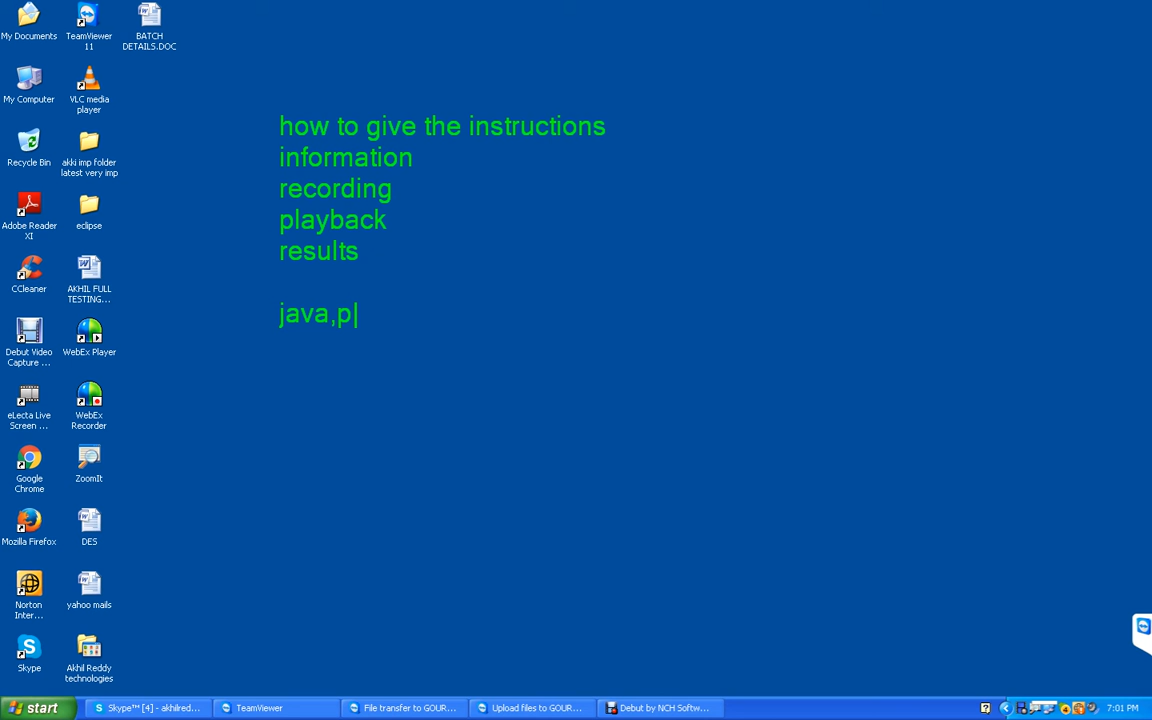 My Documents
TeamViewer
11
BATCH
DETAILS.DOC
My Computer
VLC media
player
Recycle Bin
akki imp folder
latest very imp
Adobe Reader
XI
eclipse
CCleaner
AKHIL FULL
TESTING...
Debut Video
Capture ...
WebEx Player
eLecta Live
Screen ...
WebEx
Recorder
Google
Chrome
ZoomIt
Mozilla Firefox
DES
Norton
Inter...
yahoo mails
Skype
Akhil Reddy
technologies
how to give the instructions
information
recording
playback
results
java,p
start
Skype™ [4] - akhilred...
TeamViewer
File transfer to GOUR...
Upload files to GOUR...
Debut by NCH Softw...
7:01 PM